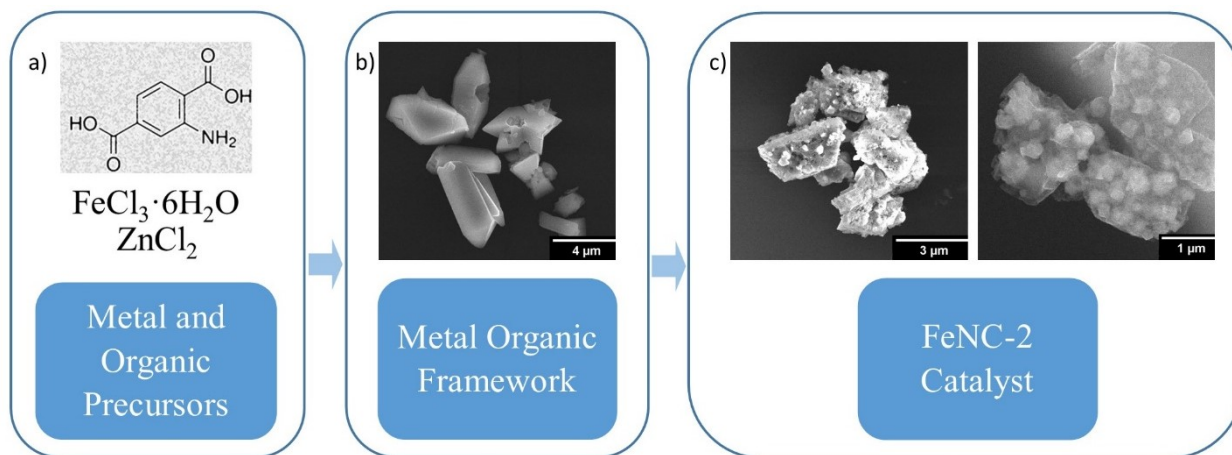 a)
O
OH
HO
O
NH₂
FeCl₃·6H₂O
ZnCl₂
Metal and
Organic
Precursors
b)
4 µm
Metal Organic
Framework
c)
3 µm
1 µm
FeNC-2
Catalyst